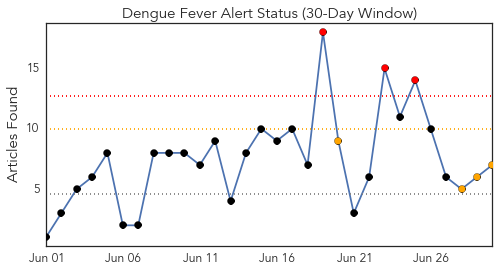 Dengue Fever Alert Status (30-Day Window)
Articles Found
15
10
5
Jun 01 Jun 06 Jun 11 Jun 16 Jun 21 Jun 26